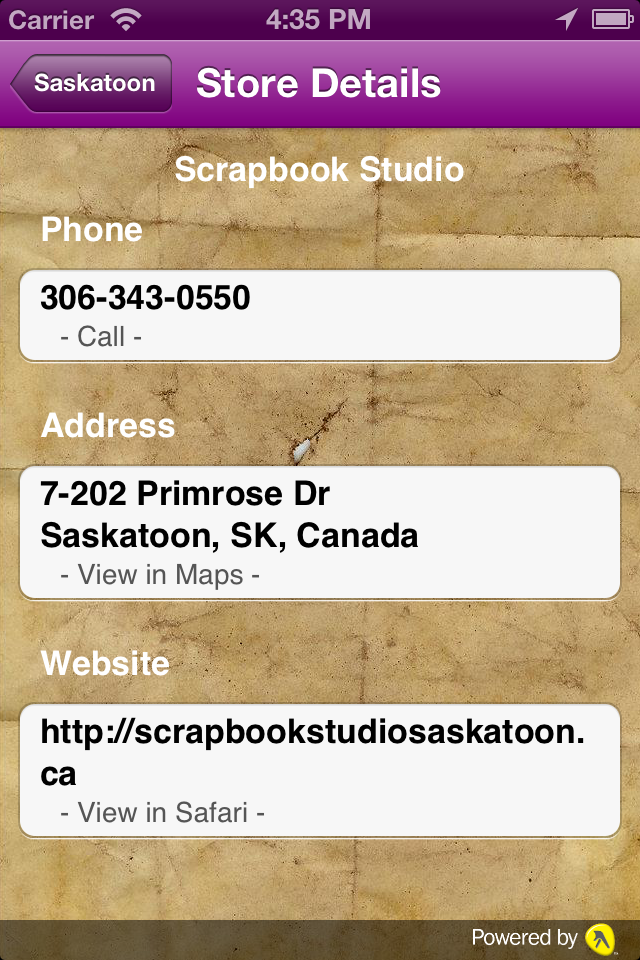 Carrier 4:35 PM
Saskatoon Store Details
Scrapbook Studio
Phone
306-343-0550
- Call -
Address
7-202 Primrose Dr
Saskatoon, SK, Canada
- View in Maps -
Website
http://scrapbookstudiosaskatoon.
ca
- View in Safari -
Powered by